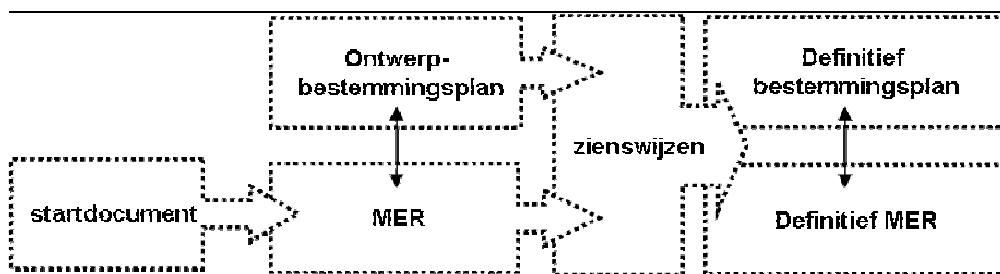 Ontwerp-
bestemmingsplan
Definitief
bestemmingsplan
zienswijzen
startdocument
MER
Definitief MER